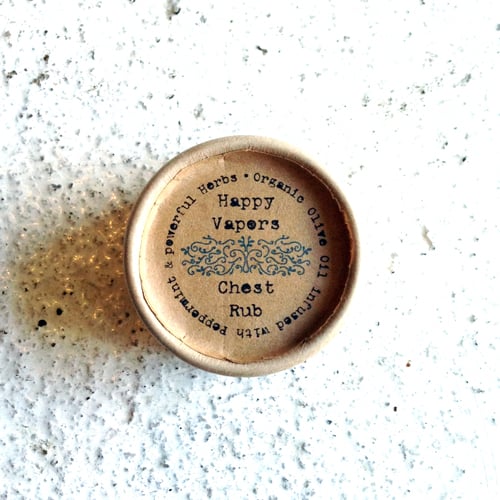 Happy
Vapors
Chest
Rub
Organic Olive Oil infused with Peppermint & powerful Herbs •